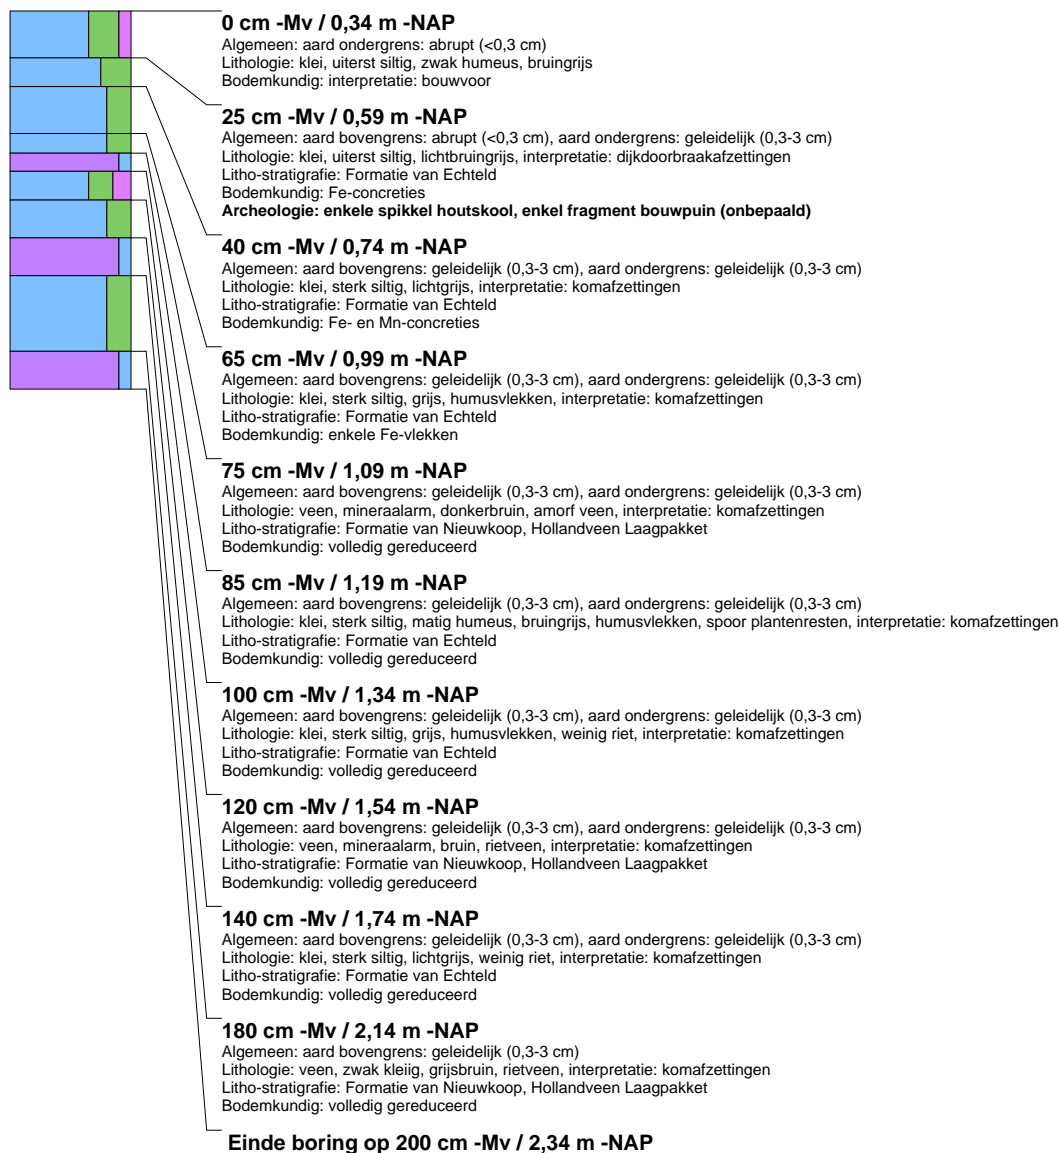 0 cm -Mv / 0,34 m -NAP
Algemeen: aard ondergrens: abrupt (<0,3 cm)
Lithologie: klei, uiterst siltig, zwak humeus, bruingrijs
Bodemkundig: interpretatie: bouwvoor
25 cm -Mv / 0,59 m -NAP
Algemeen: aard bovengrens: abrupt (<0,3 cm), aard ondergrens: geleidelijk (0,3-3 cm)
Lithologie: klei, uiterst siltig, lichtbruingrijs, interpretatie: dijkdoorbraakafzettingen
Litho-stratigrafie: Formatie van Echteld
Bodemkundig: Fe-concreties
Archeologie: enkele spikkel houtskool, enkel fragment bouwpuin (onbepaald)
40 cm -Mv / 0,74 m -NAP
Algemeen: aard bovengrens: geleidelijk (0,3-3 cm), aard ondergrens: geleidelijk (0,3-3 cm)
Lithologie: klei, sterk siltig, lichtgrijs, interpretatie: komafzettingen
Litho-stratigrafie: Formatie van Echteld
Bodemkundig: Fe- en Mn-concreties
65 cm -Mv / 0,99 m -NAP
Algemeen: aard bovengrens: geleidelijk (0,3-3 cm), aard ondergrens: geleidelijk (0,3-3 cm)
Lithologie: klei, sterk siltig, grijs, humusvlekken, interpretatie: komafzettingen
Litho-stratigrafie: Formatie van Echteld
Bodemkundig: enkele Fe-vlekken
75 cm -Mv / 1,09 m -NAP
Algemeen: aard bovengrens: geleidelijk (0,3-3 cm), aard ondergrens: geleidelijk (0,3-3 cm)
Lithologie: veen, mineraalarm, donkerbruin, amorf veen, interpretatie: komafzettingen
Litho-stratigrafie: Formatie van Nieuwkoop, Hollandveen Laagpakket
Bodemkundig: volledig gereduceerd
85 cm -Mv / 1,19 m -NAP
Algemeen: aard bovengrens: geleidelijk (0,3-3 cm), aard ondergrens: geleidelijk (0,3-3 cm)
Lithologie: klei, sterk siltig, matig humeus, bruingrijs, humusvlekken, spoor plantenresten, interpretatie: komafzettingen
Litho-stratigrafie: Formatie van Echteld
Bodemkundig: volledig gereduceerd
100 cm -Mv / 1,34 m -NAP
Algemeen: aard bovengrens: geleidelijk (0,3-3 cm), aard ondergrens: geleidelijk (0,3-3 cm)
Lithologie: klei, sterk siltig, grijs, humusvlekken, weinig riet, interpretatie: komafzettingen
Litho-stratigrafie: Formatie van Echteld
Bodemkundig: volledig gereduceerd
120 cm -Mv / 1,54 m -NAP
Algemeen: aard bovengrens: geleidelijk (0,3-3 cm), aard ondergrens: geleidelijk (0,3-3 cm)
Lithologie: veen, mineraalarm, bruin, rietveen, interpretatie: komafzettingen
Litho-stratigrafie: Formatie van Nieuwkoop, Hollandveen Laagpakket
Bodemkundig: volledig gereduceerd
140 cm -Mv / 1,74 m -NAP
Algemeen: aard bovengrens: geleidelijk (0,3-3 cm), aard ondergrens: geleidelijk (0,3-3 cm)
Lithologie: klei, sterk siltig, lichtgrijs, weinig riet, interpretatie: komafzettingen
Litho-stratigrafie: Formatie van Echteld
Bodemkundig: volledig gereduceerd
180 cm -Mv / 2,14 m -NAP
Algemeen: aard bovengrens: geleidelijk (0,3-3 cm)
Lithologie: veen, zwak kleiig, grijsbruin, rietveen, interpretatie: komafzettingen
Litho-stratigrafie: Formatie van Nieuwkoop, Hollandveen Laagpakket
Bodemkundig: volledig gereduceerd
Einde boring op 200 cm -Mv / 2,34 m -NAP